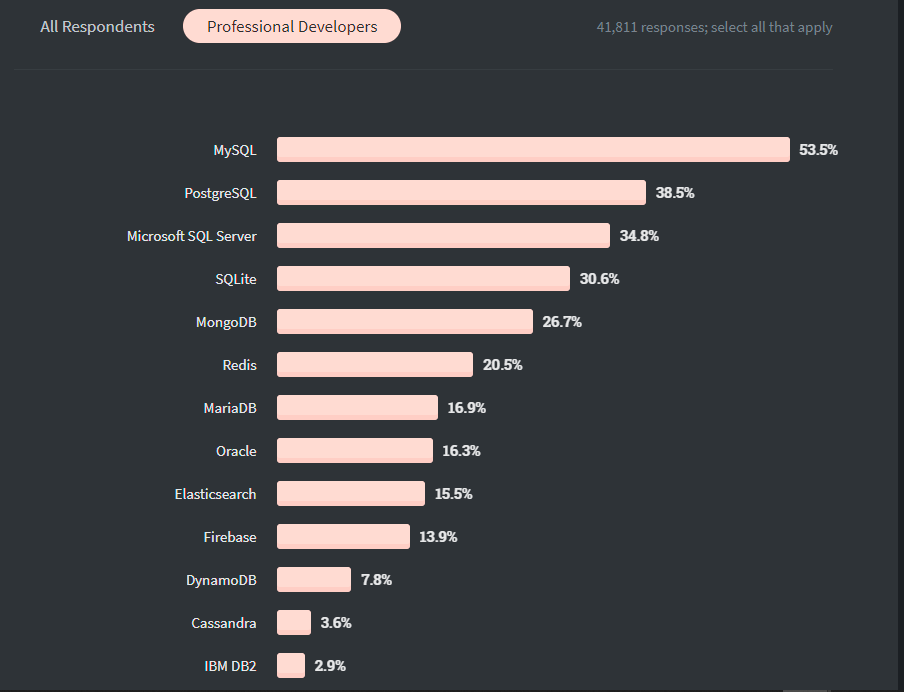 All Respondents Professional Developers 41,811 responses; select all that apply
MySQL 53.5%
PostgreSQL 38.5%
Microsoft SQL Server 34.8%
SQLite 30.6%
MongoDB 26.7%
Redis 20.5%
MariaDB 16.9%
Oracle 16.3%
Elasticsearch 15.5%
Firebase 13.9%
DynamoDB 7.8%
Cassandra 3.6%
IBM DB2 2.9%